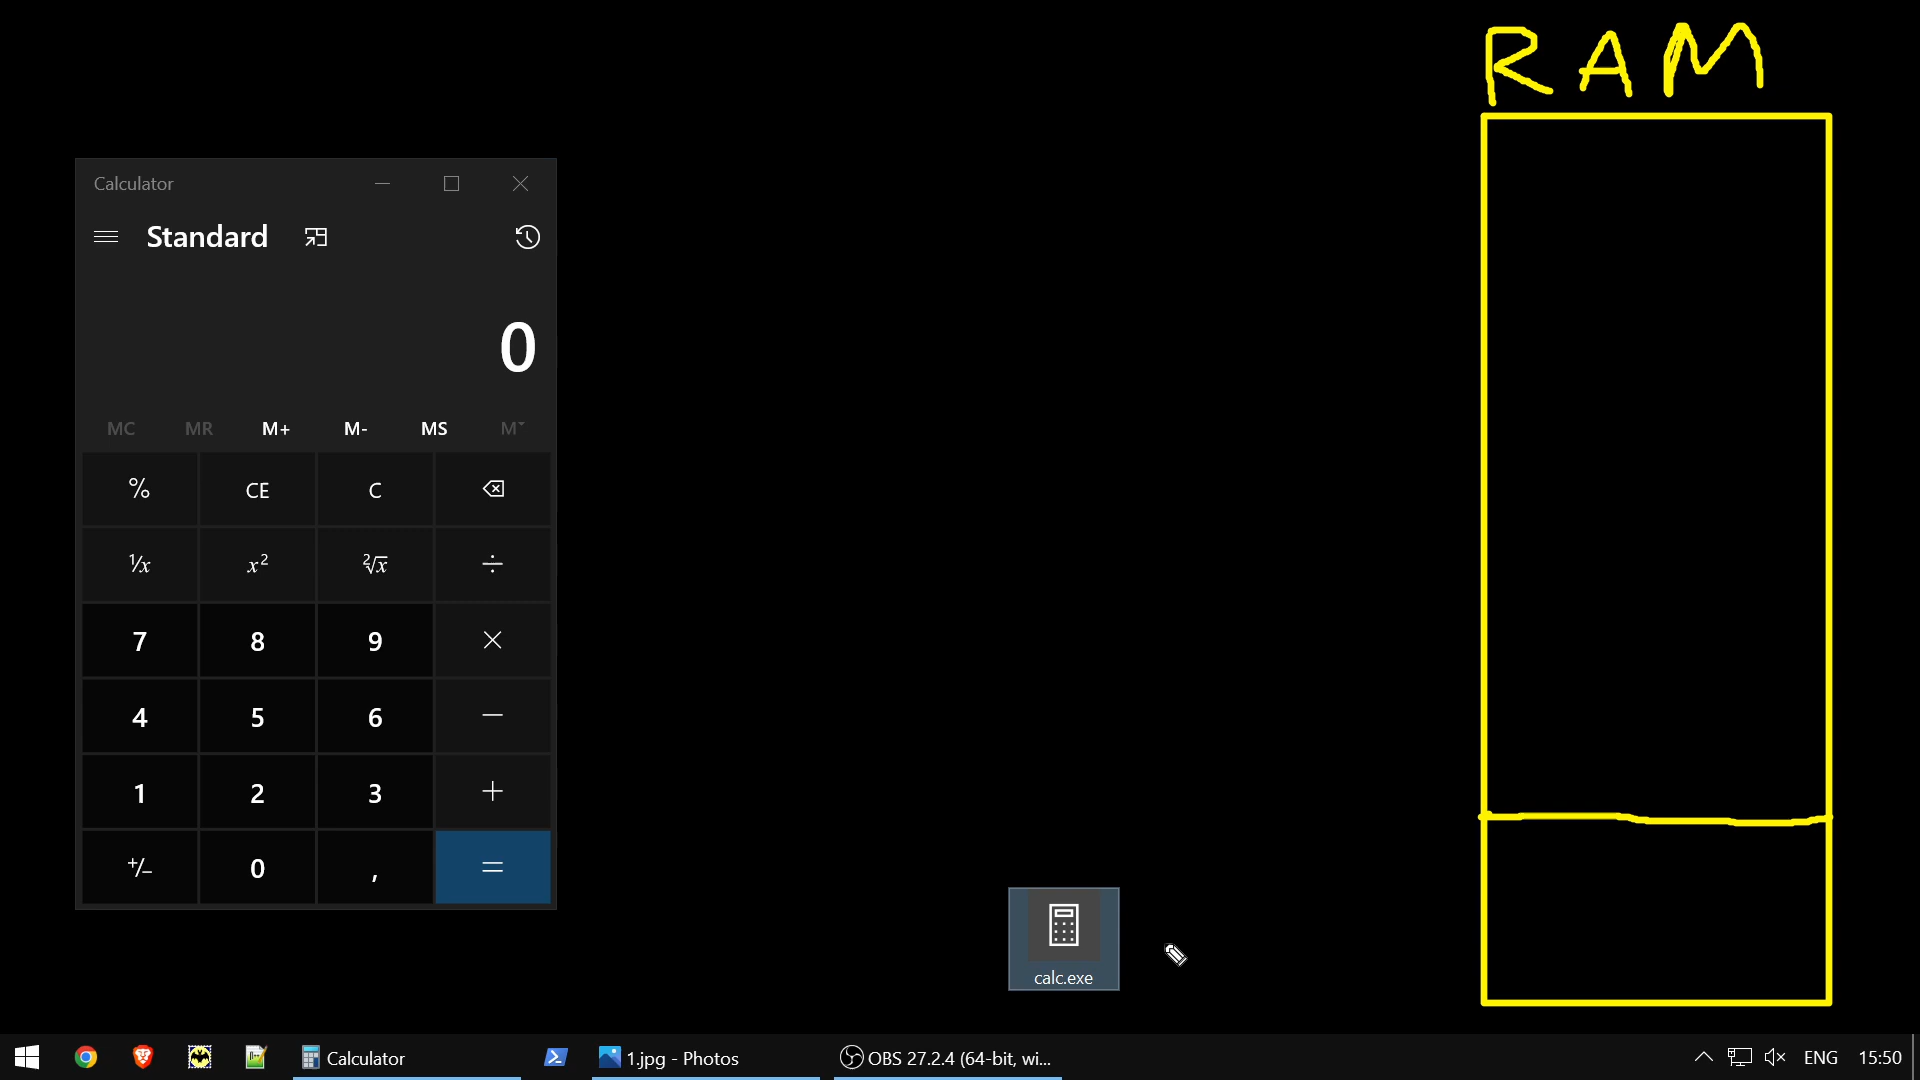 RAM
Calculator
Standard
0
MC MR M+ M- MS M˅
% CE C
¹/x x² ²√x ÷
7 8 9 ×
4 5 6 −
1 2 3 +
+/− 0 , =
calc.exe
Calculator 1.jpg - Photos OBS 27.2.4 (64-bit, wi... ENG 15:50